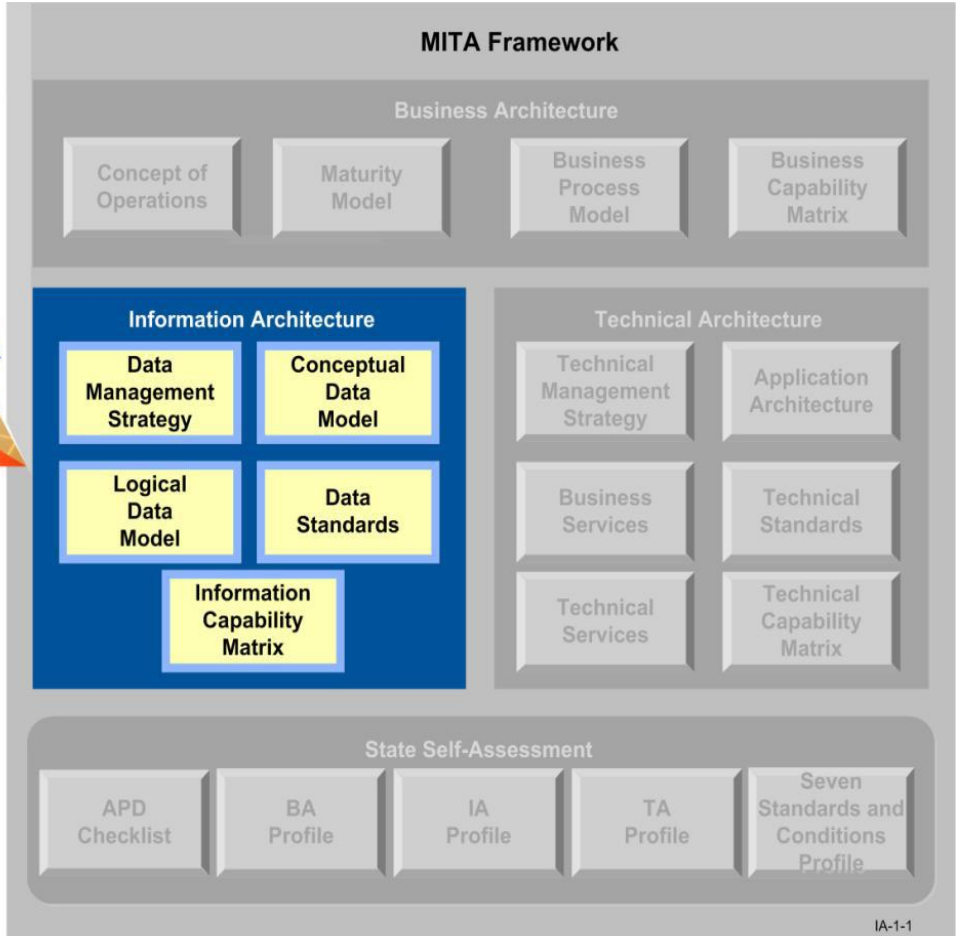 MITA Framework
Business Architecture
Concept of
Operations
Maturity
Model
Business
Process
Model
Business
Capability
Matrix
Information Architecture
Data
Management
Strategy
Conceptual
Data
Model
Logical
Data
Model
Data
Standards
Information
Capability
Matrix
Technical Architecture
Technical
Management
Strategy
Application
Architecture
Business
Services
Technical
Standards
Technical
Services
Technical
Capability
Matrix
State Self-Assessment
APD
Checklist
BA
Profile
IA
Profile
TA
Profile
Seven
Standards and
Conditions
Profile
IA-1-1